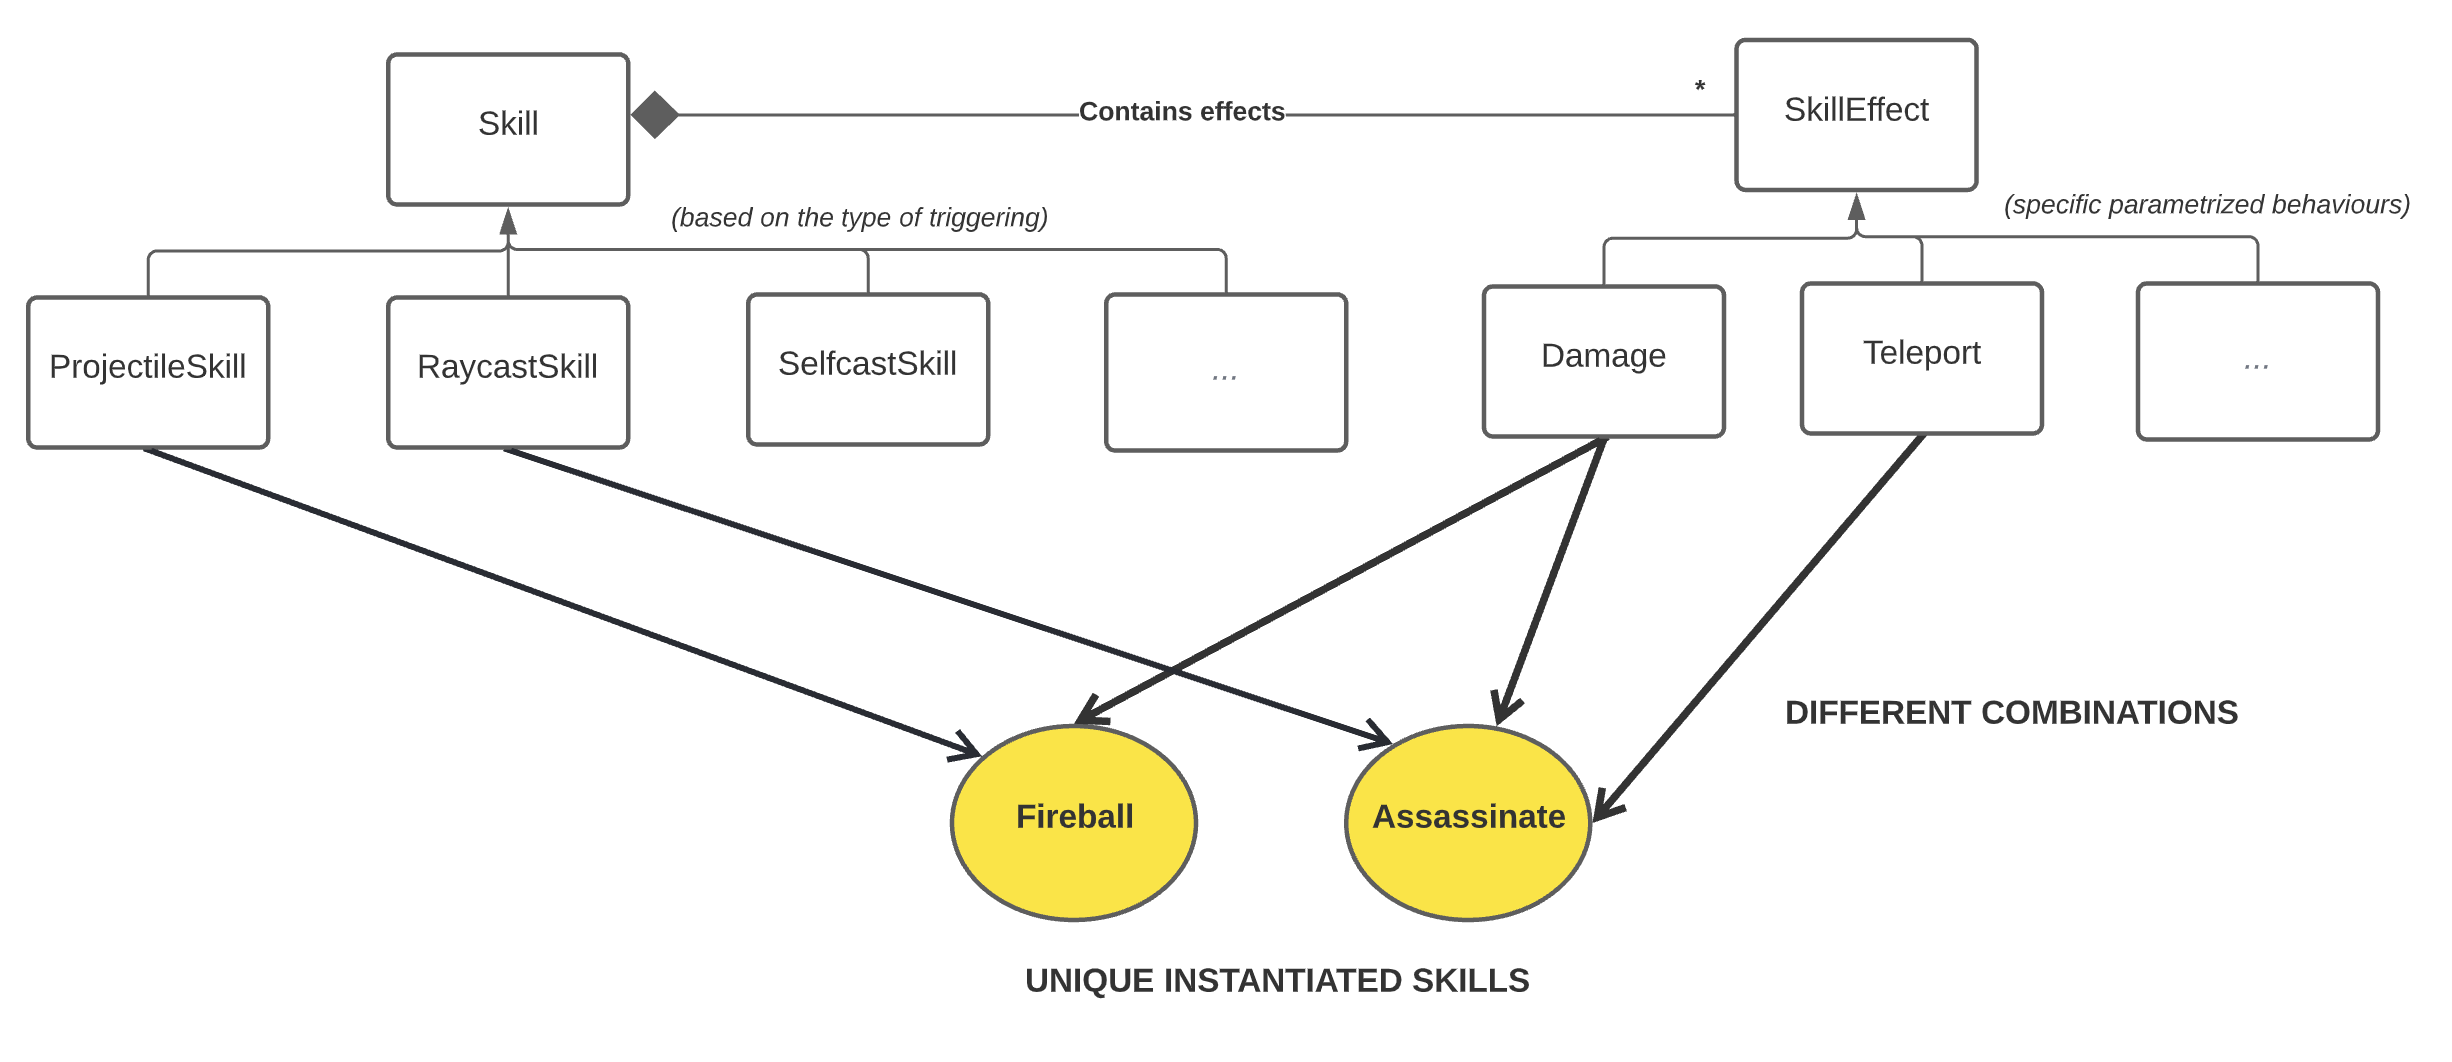 Skill
Contains effects
*
SkillEffect
(based on the type of triggering)
(specific parametrized behaviours)
ProjectileSkill
RaycastSkill
SelfcastSkill
...
Damage
Teleport
...
DIFFERENT COMBINATIONS
Fireball
Assassinate
UNIQUE INSTANTIATED SKILLS